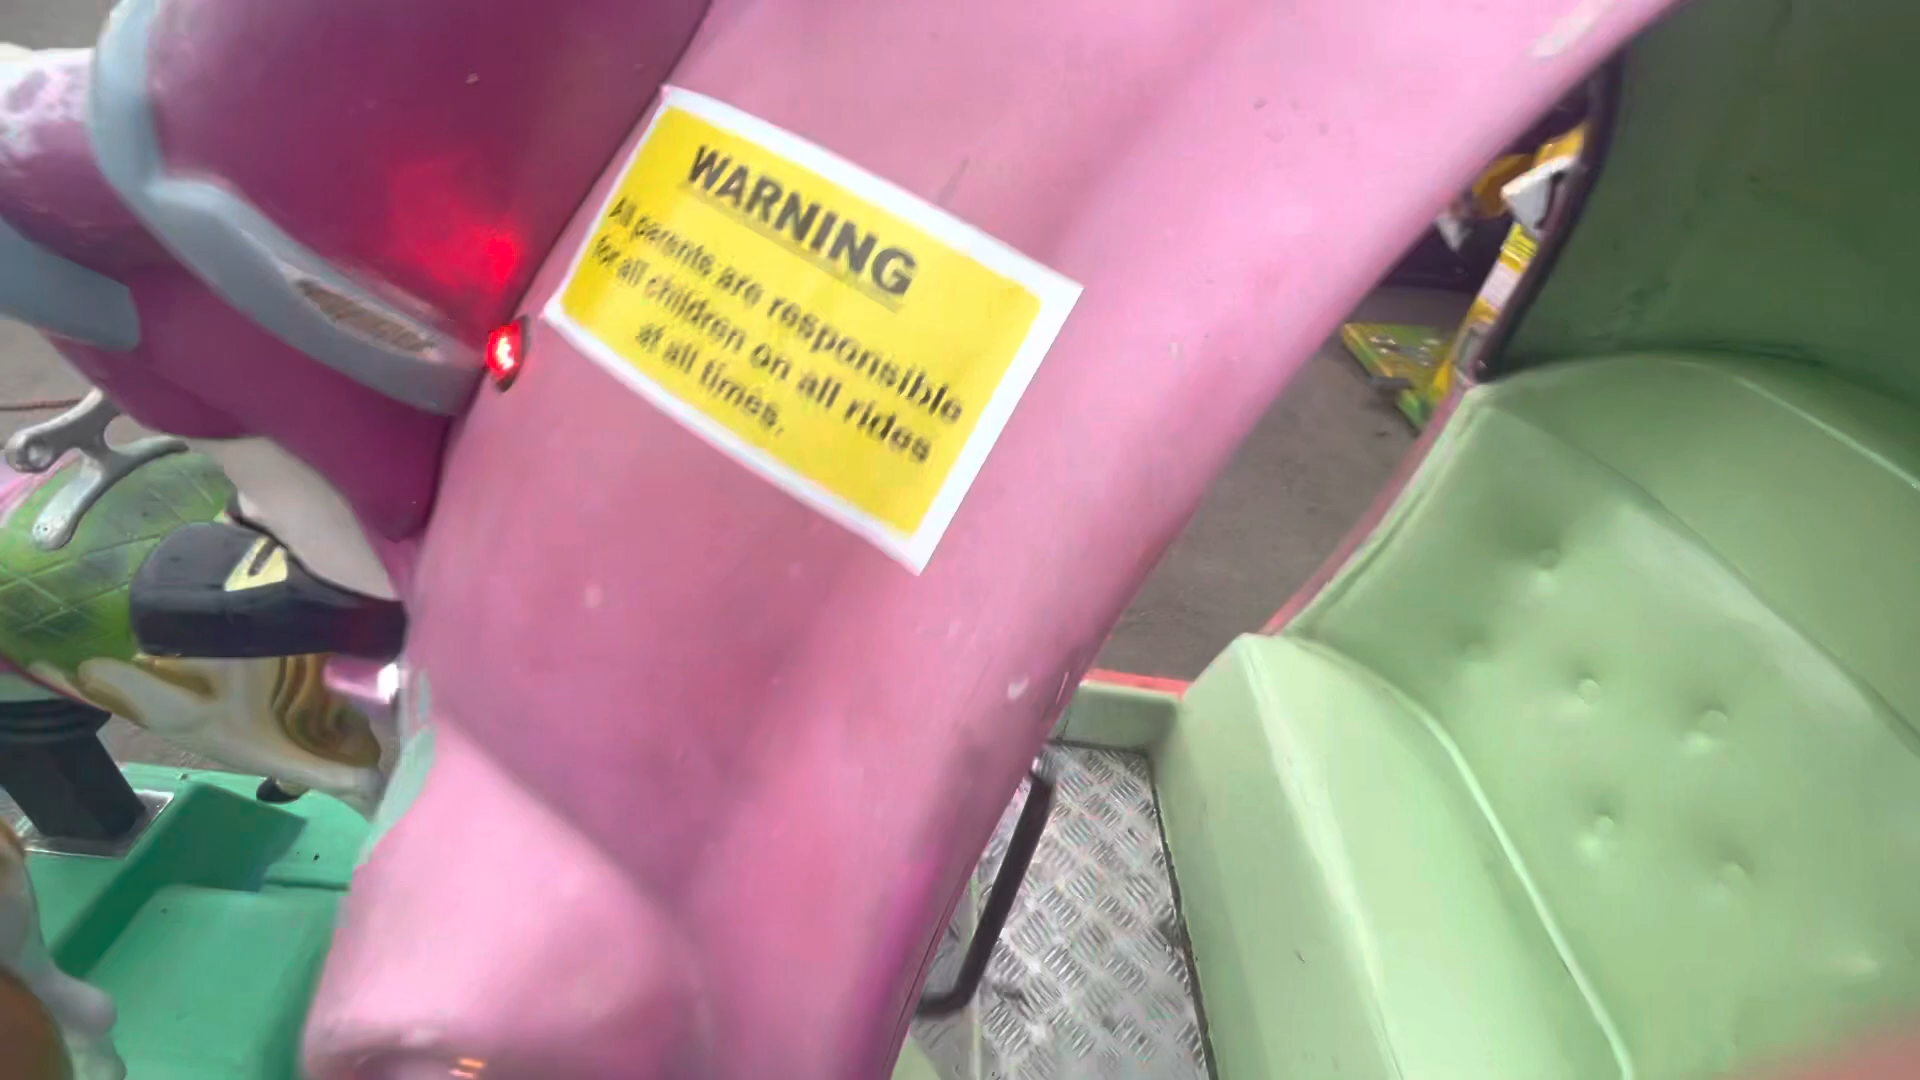 WARNING
All parents are responsible
for all children on all rides
at all times.